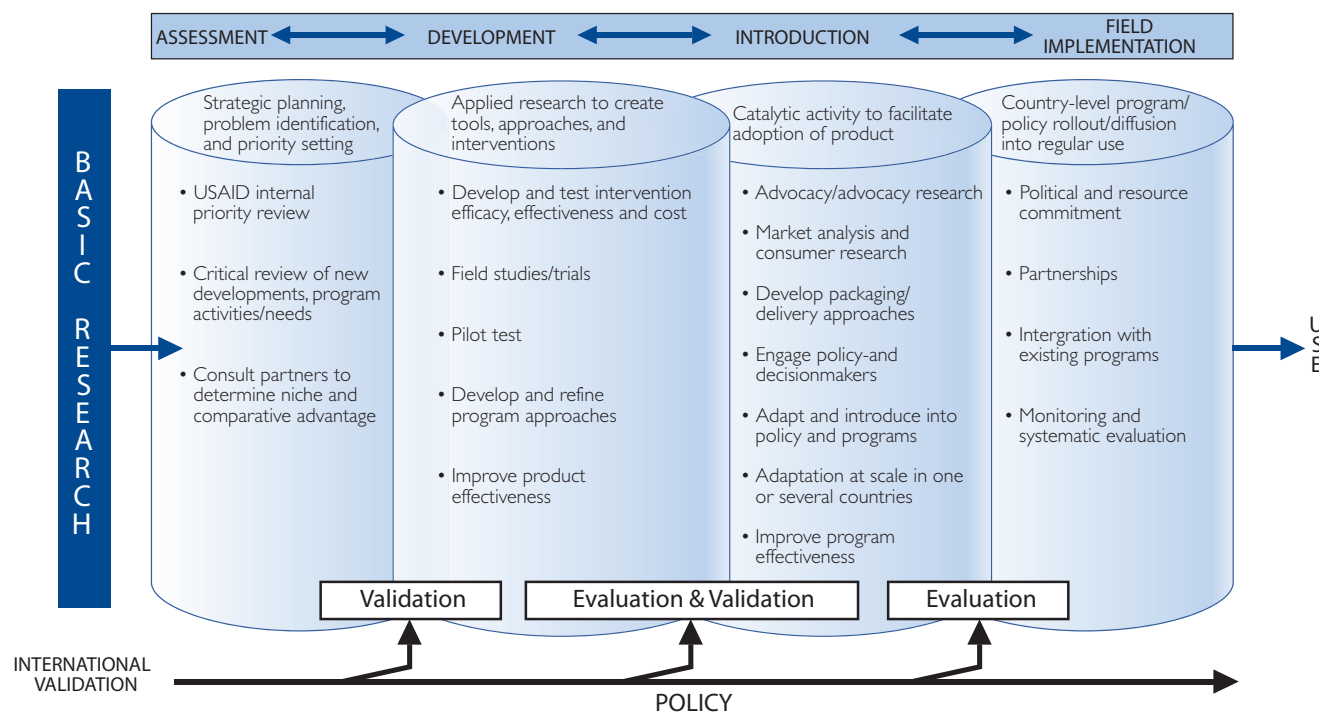 ASSESSMENT
DEVELOPMENT
INTRODUCTION
FIELD
IMPLEMENTATION
BASIC RESEARCH
Strategic planning,
problem identification,
and priority setting
• USAID internal
priority review
• Critical review of new
developments, program
activities/needs
• Consult partners to
determine niche and
comparative advantage
Applied research to create
tools, approaches, and
interventions
• Develop and test intervention
efficacy, effectiveness and cost
• Field studies/trials
• Pilot test
• Develop and refine
program approaches
• Improve product
effectiveness
Catalytic activity to facilitate
adoption of product
• Advocacy/advocacy research
• Market analysis and
consumer research
• Develop packaging/
delivery approaches
• Engage policy-and
decisionmakers
• Adapt and introduce into
policy and programs
• Adaptation at scale in one
or several countries
• Improve program
effectiveness
Country-level program/
policy rollout/diffusion
into regular use
• Political and resource
commitment
• Partnerships
• Intergration with
existing programs
• Monitoring and
systematic evaluation
Validation
Evaluation & Validation
Evaluation
INTERNATIONAL
VALIDATION
POLICY